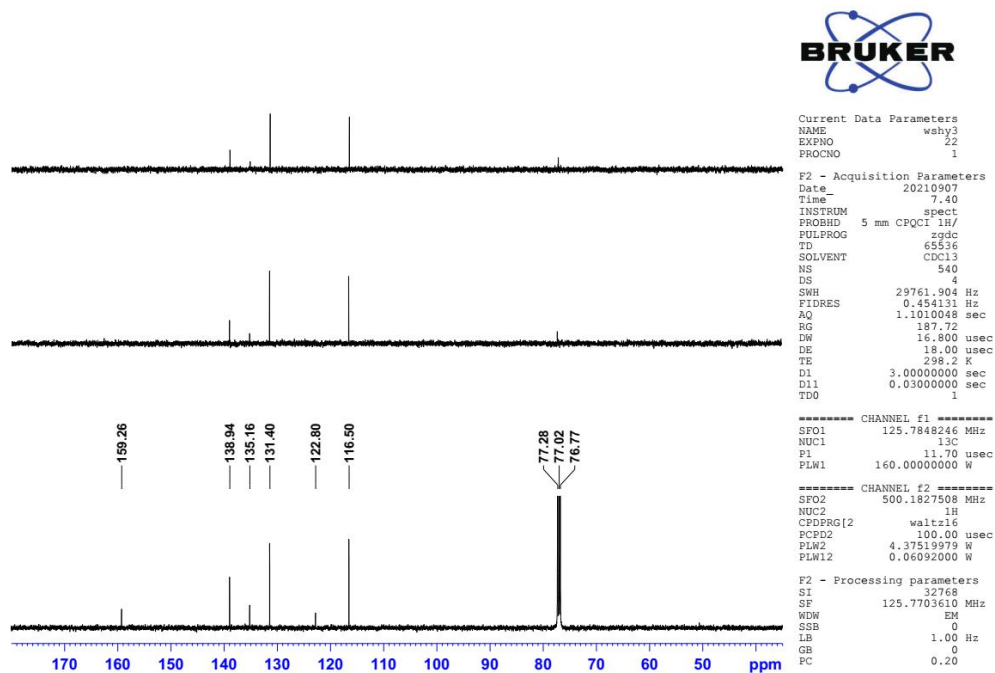 BRUKER
Current Data Parameters
NAME wshy3
EXPNO 22
PROCNO 1
F2 - Acquisition Parameters
Date_ 20210907
Time 7.40
INSTRUM spect
PROBHD 5 mm CPQCI 1H/
PULPROG zgdc
TD 65536
SOLVENT CDCl3
NS 540
DS 4
SWH 29761.904 Hz
FIDRES 0.454131 Hz
AQ 1.1010048 sec
RG 187.72
DW 16.800 usec
DE 18.00 usec
TE 298.2 K
D1 3.00000000 sec
D11 0.03000000 sec
TD0 1
======== CHANNEL f1 ========
SFO1 125.7848246 MHz
NUC1 13C
P1 11.70 usec
PLW1 160.00000000 W
======== CHANNEL f2 ========
SFO2 500.1827508 MHz
NUC2 1H
CPDPRG[2 waltz16
PCPD2 100.00 usec
PLW2 4.37519979 W
PLW12 0.06092000 W
F2 - Processing parameters
SI 32768
SF 125.7703610 MHz
WDW EM
SSB 0
LB 1.00 Hz
GB 0
PC 0.20
159.26
138.94
135.16
131.40
122.80
116.50
77.28
77.02
76.77
170 160 150 140 130 120 110 100 90 80 70 60 50 ppm